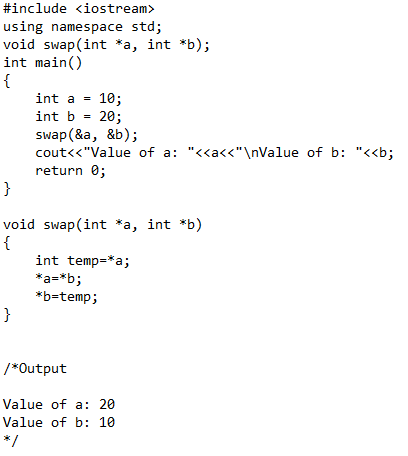 #include <iostream>
using namespace std;
void swap(int *a, int *b);
int main()
{
    int a = 10;
    int b = 20;
    swap(&a, &b);
    cout<<"Value of a: "<<a<<"\nValue of b: "<<b;
    return 0;
}

void swap(int *a, int *b)
{
    int temp=*a;
    *a=*b;
    *b=temp;
}


/*Output

Value of a: 20
Value of b: 10
*/